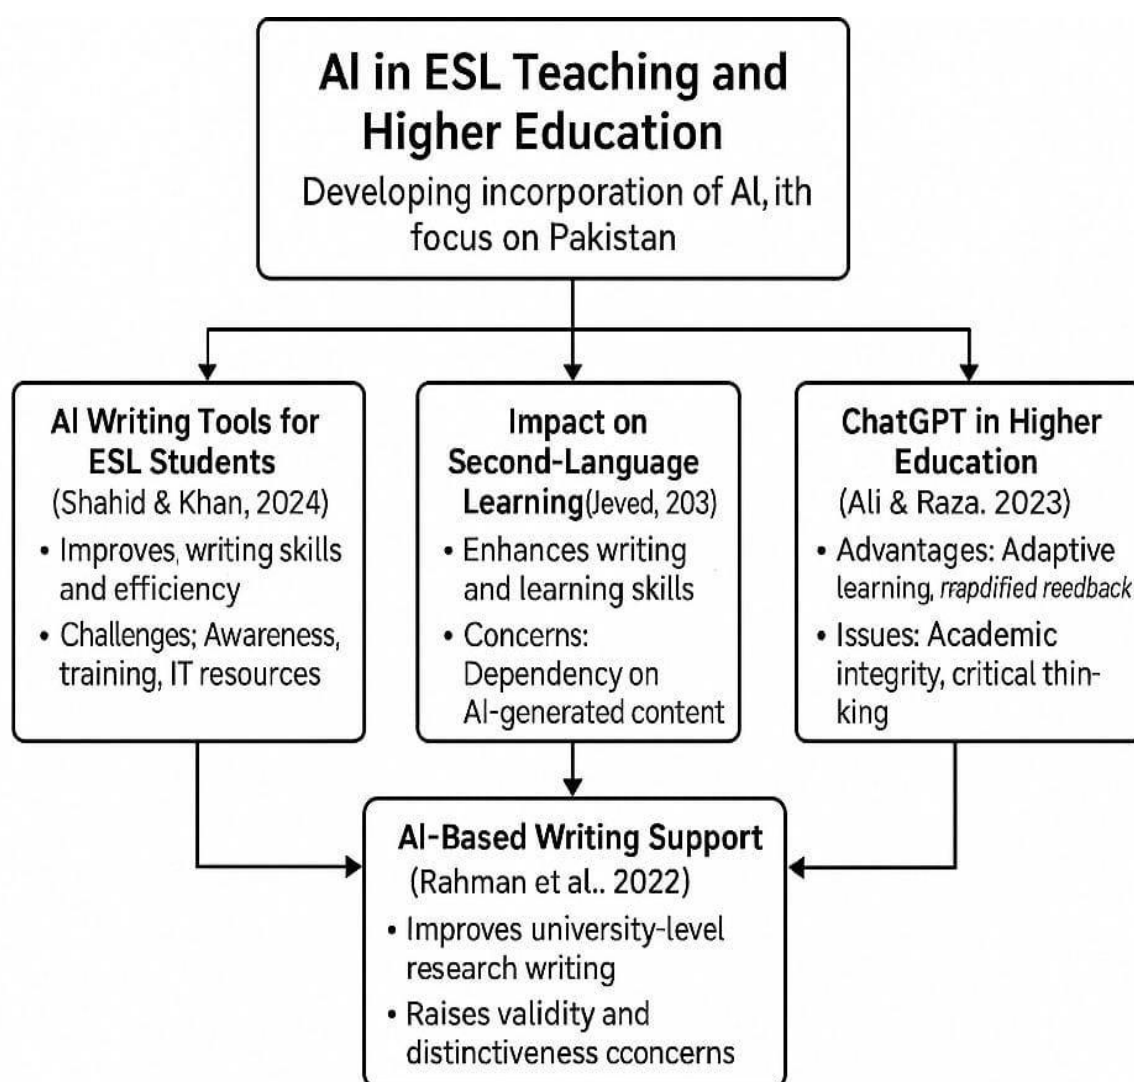 AI in ESL Teaching and
Higher Education
Developing incorporation of AI, ith
focus on Pakistan
AI Writing Tools for
ESL Students
(Shahid & Khan, 2024)
• Improves, writing skills
and efficiency
• Challenges; Awareness,
training, IT resources
Impact on
Second-Language
Learning (Jeved, 203)
• Enhances writing
and learning skills
• Concerns:
Dependency on
AI-generated content
ChatGPT in Higher
Education
(Ali & Raza. 2023)
• Advantages: Adaptive
learning, rrapdified reedback
• Issues: Academic
integrity, critical thin-
king
AI-Based Writing Support
(Rahman et al.. 2022)
• Improves university-level
research writing
• Raises validity and
distinctiveness cconcerns